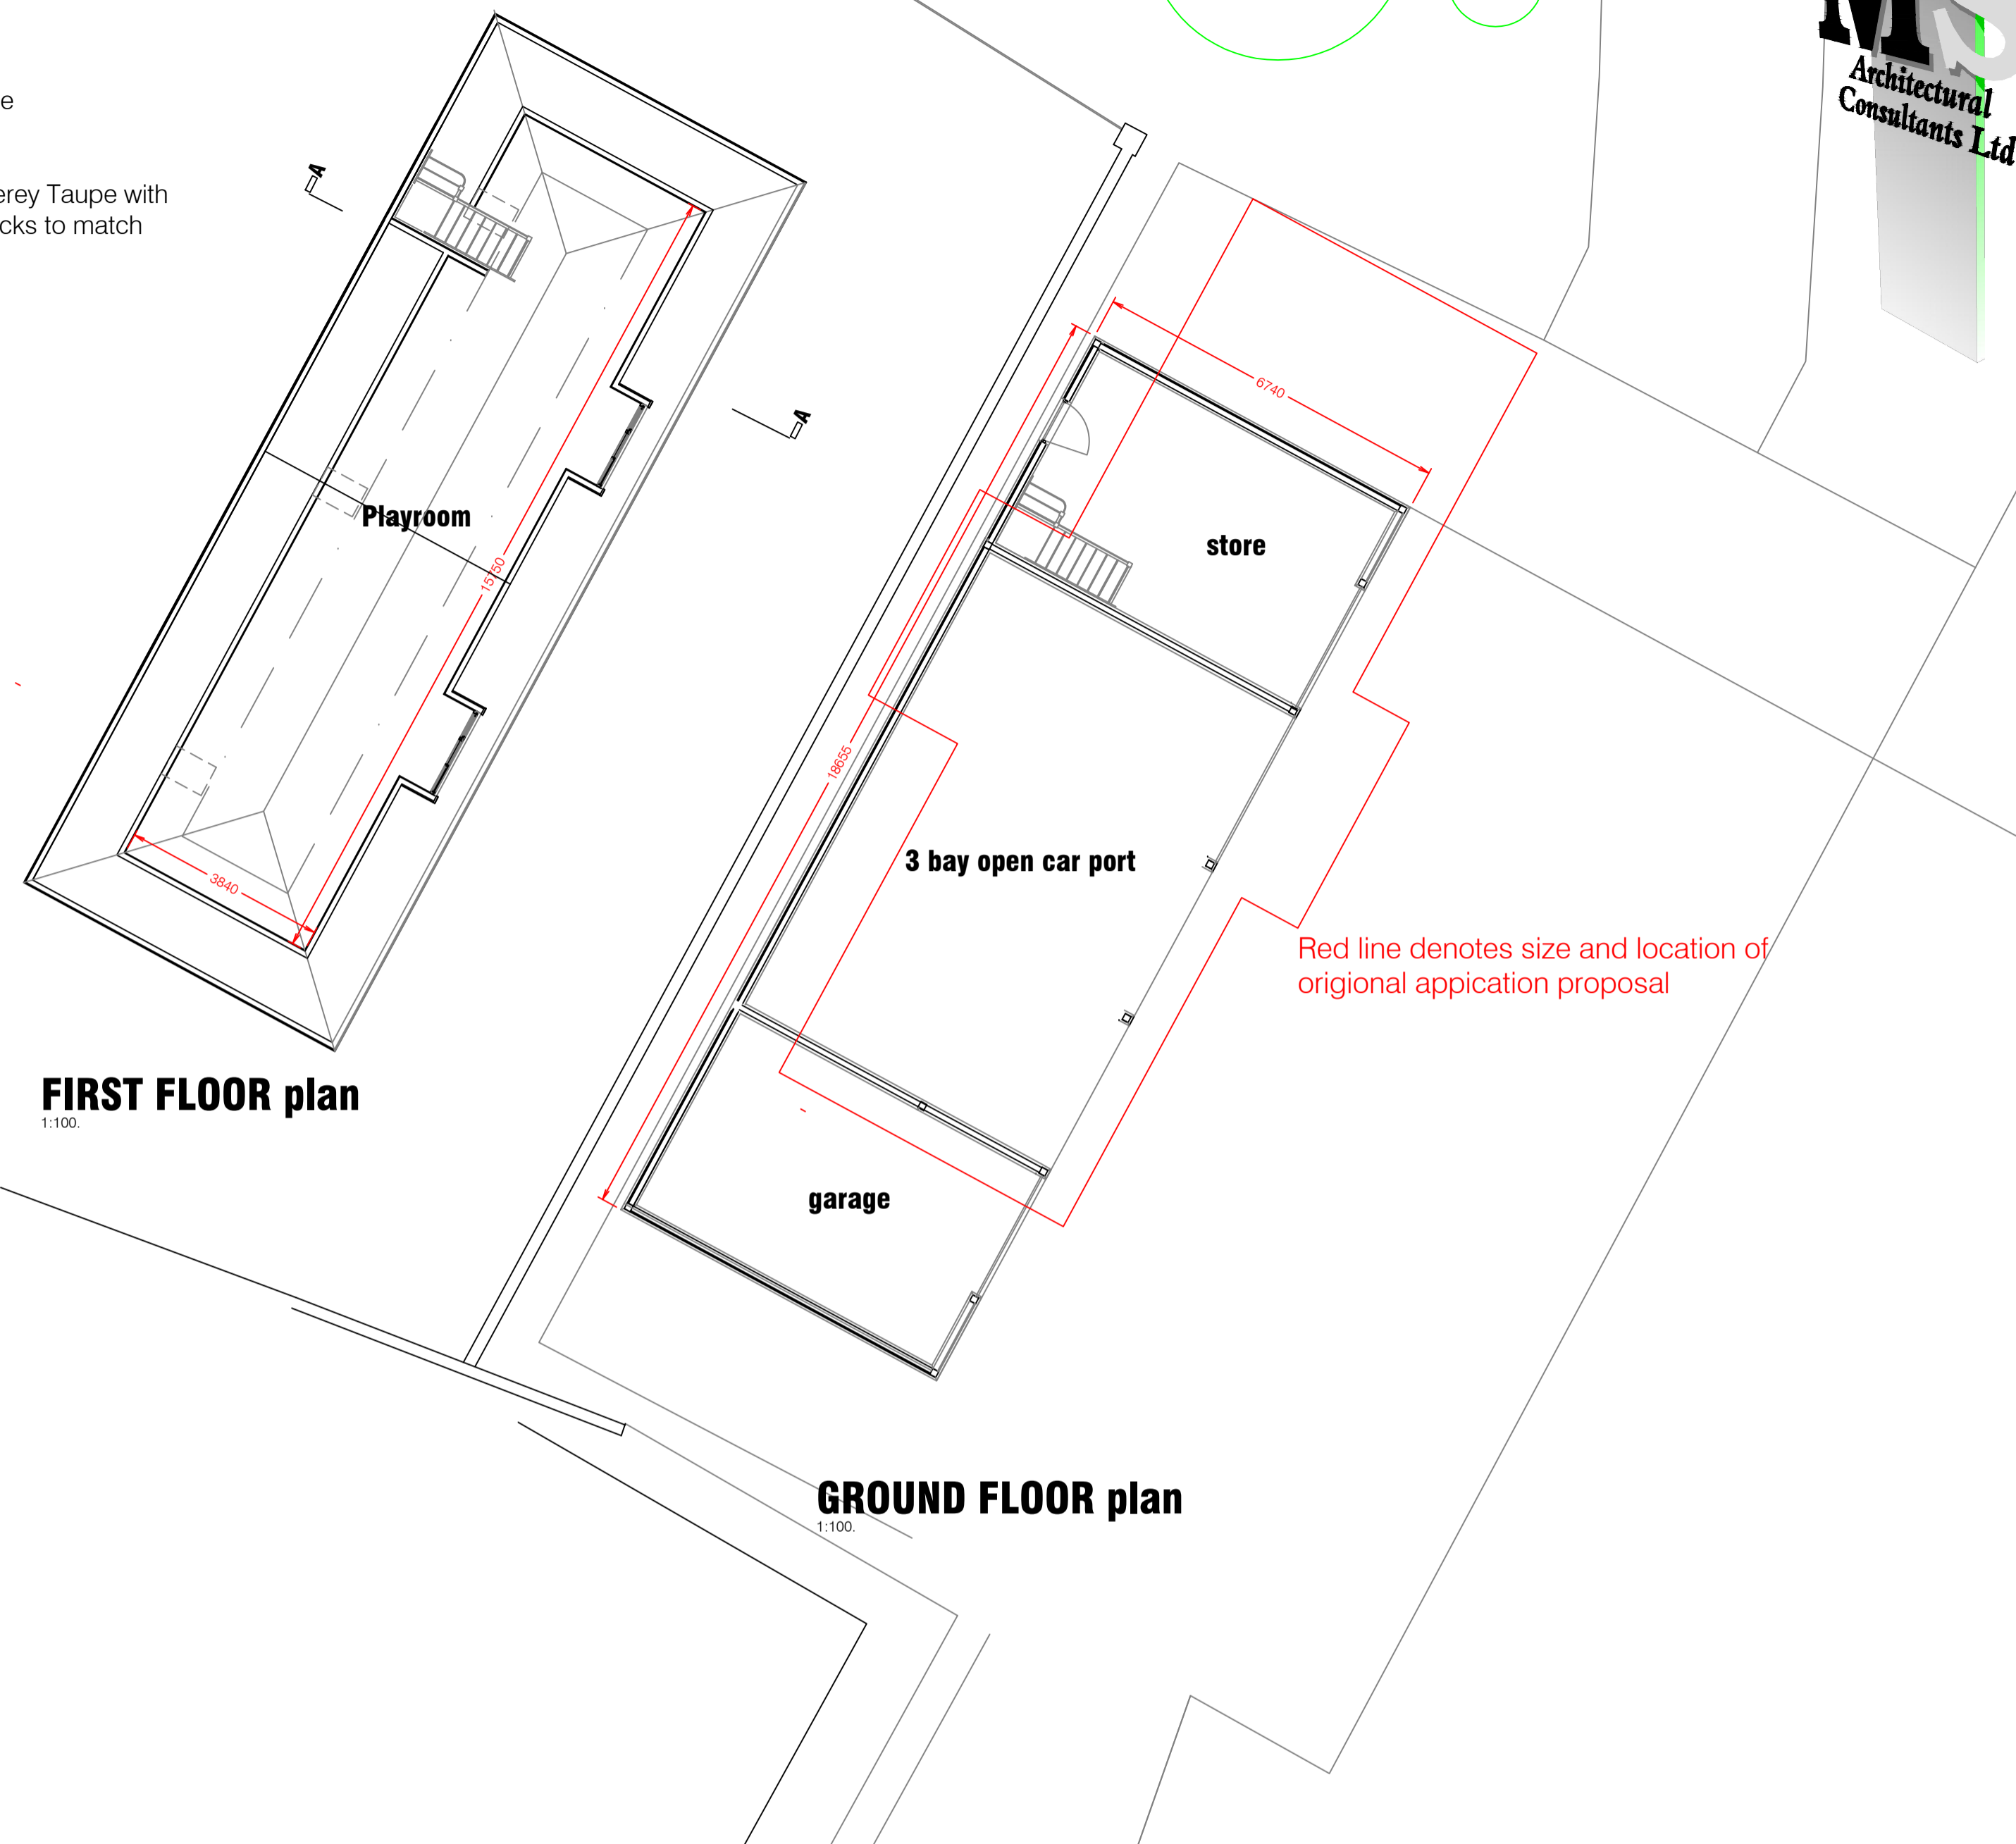 e
erey Taupe with
cks to match
MS
Architectural
Consultants Ltd
A
A
Playroom
15750
3840
FIRST FLOOR plan
1:100.
6740
store
18655
3 bay open car port
Red line denotes size and location of
origional appication proposal
garage
GROUND FLOOR plan
1:100.